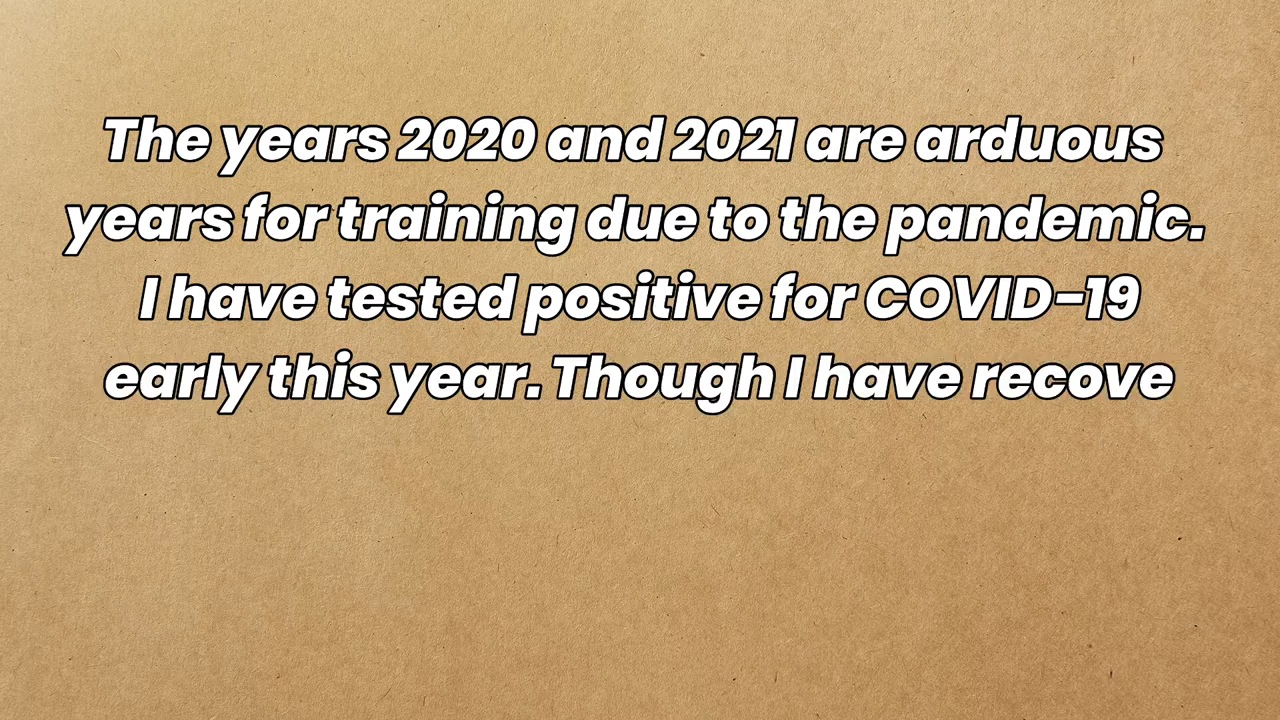 The years 2020 and 2021 are arduous
years for training due to the pandemic.
I have tested positive for COVID-19
early this year. Though I have recove